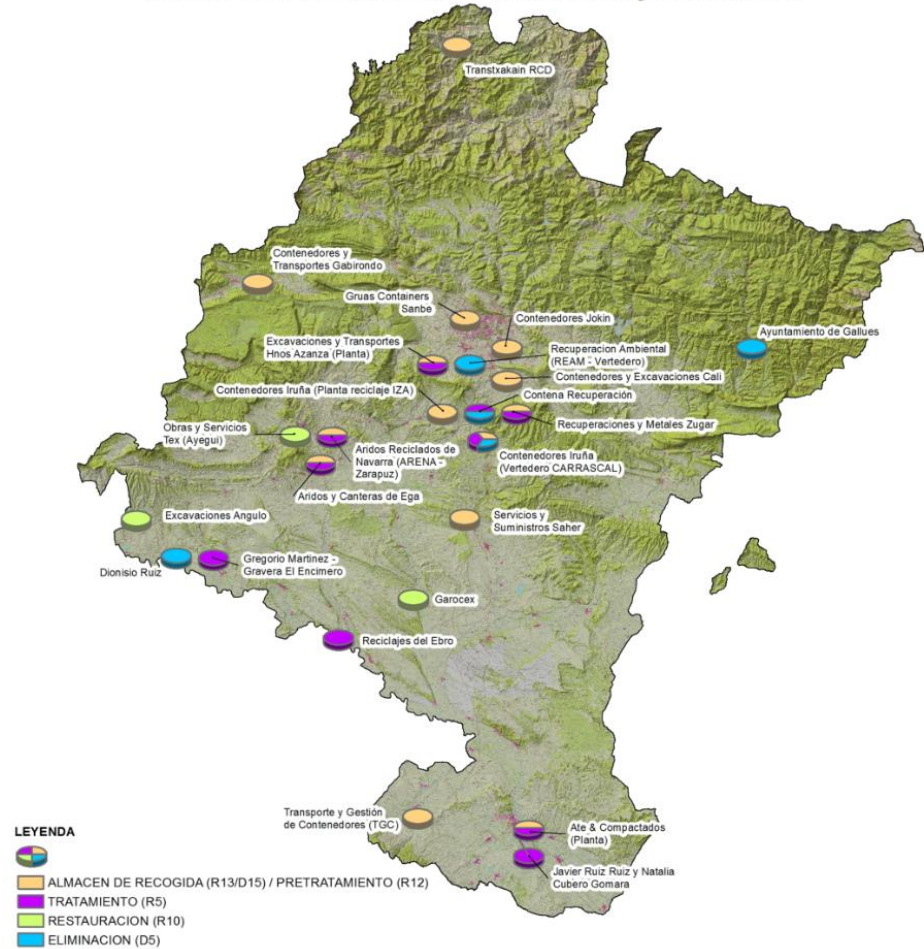 Transtxakain RCD
Contenedores y
Transportes Gabirondo
Gruas Containers
Sanbe
Contenedores Jokin
Ayuntamiento de Gallues
Excavaciones y Transportes
Hnos Azanza (Planta)
Recuperacion Ambiental
(REAM - Vertedero)
Contenedores y Excavaciones Cali
Contenedores Iruña (Planta reciclaje IZA)
Contena Recuperación
Obras y Servicios
Tex (Ayegui)
Recuperaciones y Metales Zugar
Aridos Reciclados de
Navarra (ARENA -
Zarapuz)
Contenedores Iruña
(Vertedero CARRASCAL)
Aridos y Canteras de Ega
Excavaciones Angulo
Servicios y
Suministros Saher
Dionisio Ruiz
Gregorio Martinez -
Gravera El Encimero
Garocex
Reciclajes del Ebro
Transporte y Gestión
de Contenedores (TGC)
Ate & Compactados
(Planta)
Javier Ruiz Ruiz y Natalia
Cubero Gomara
LEYENDA
ALMACEN DE RECOGIDA (R13/D15) / PRETRATAMIENTO (R12)
TRATAMIENTO (R5)
RESTAURACION (R10)
ELIMINACION (D5)